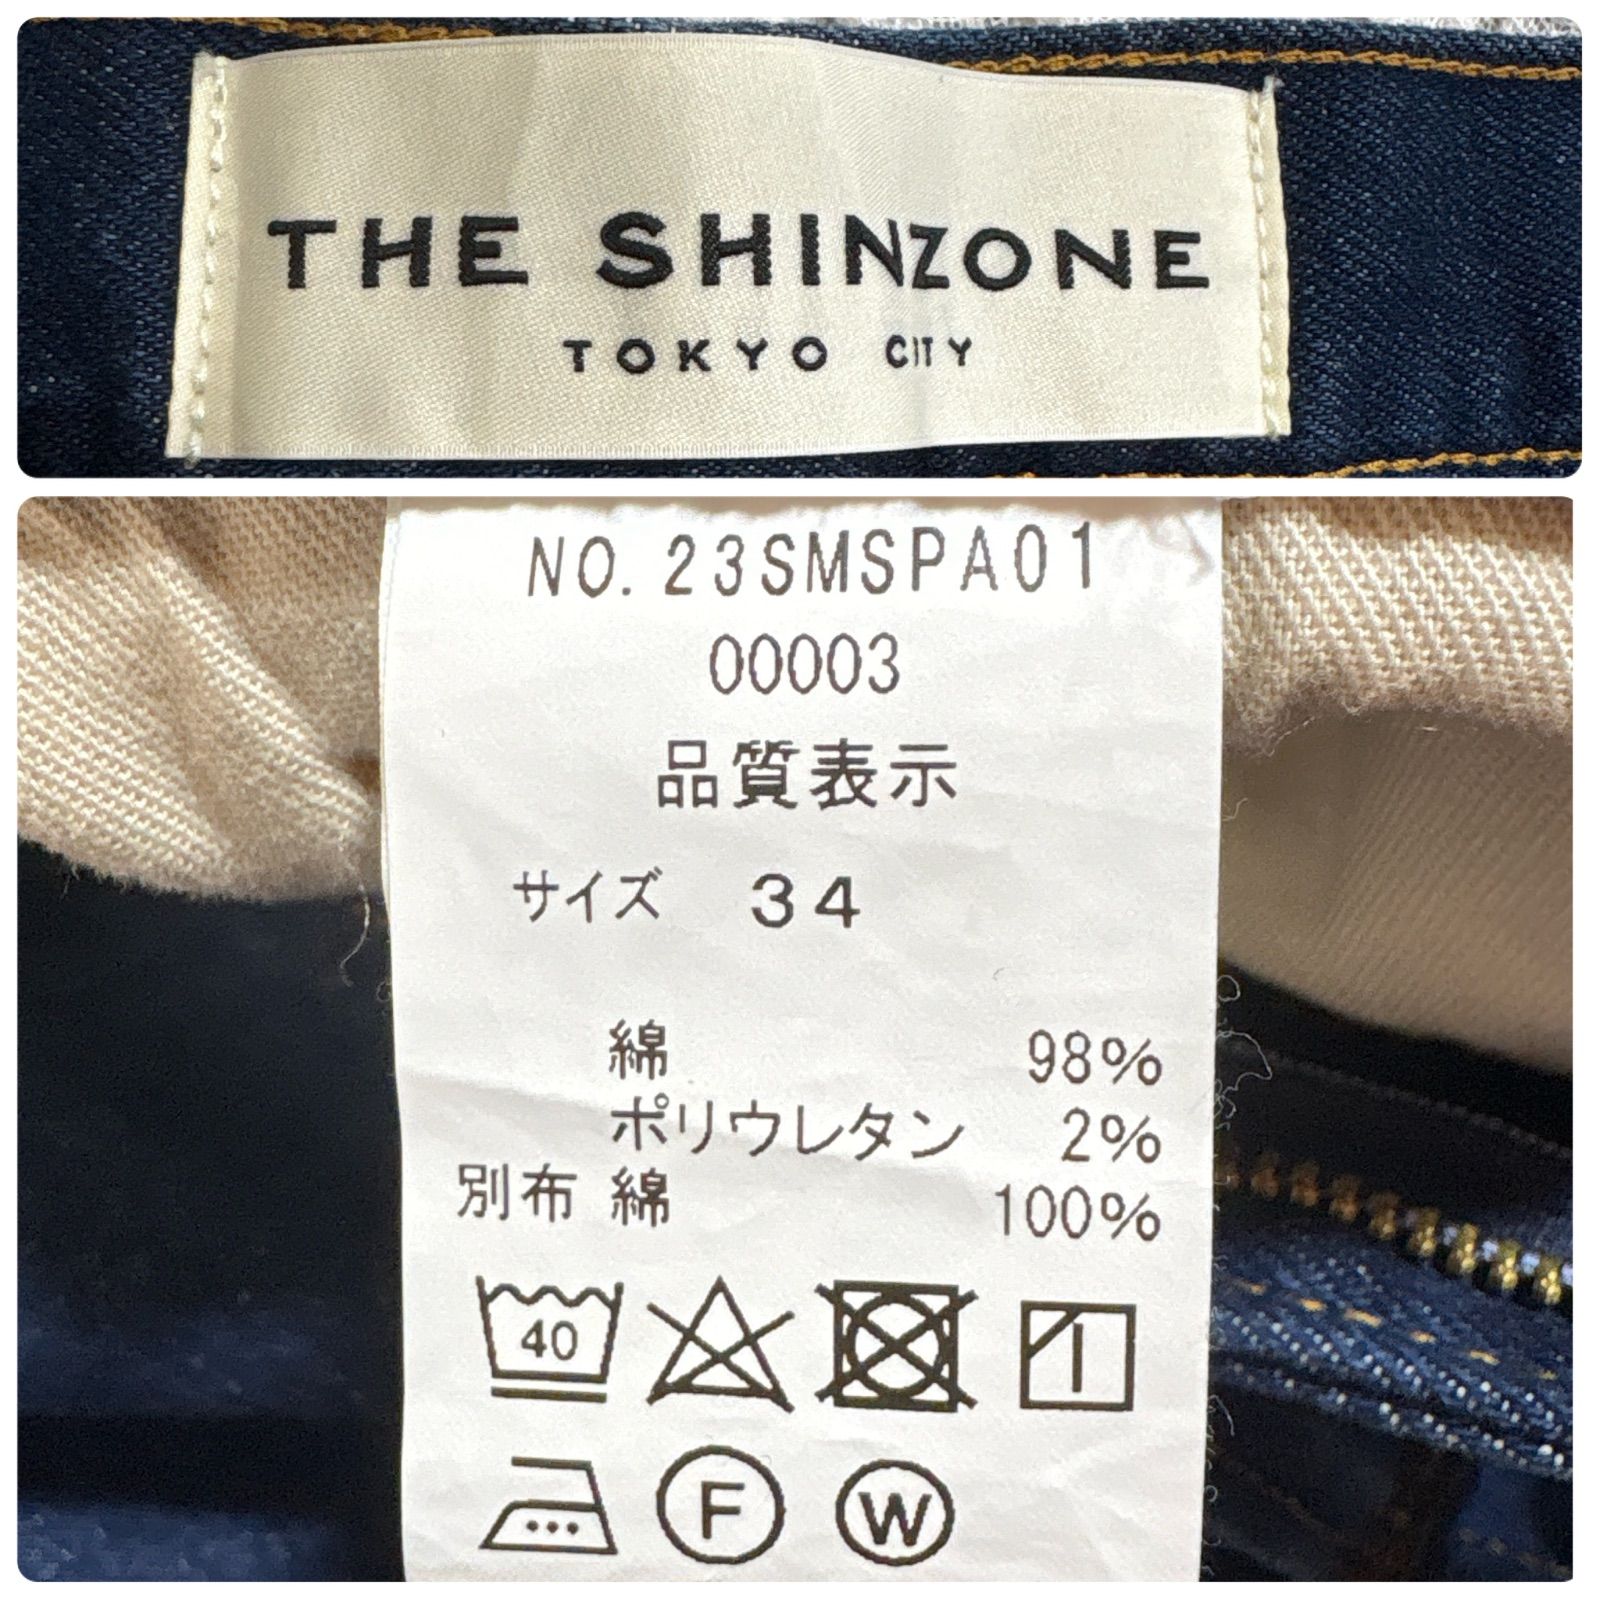 THE SHINZONE
TOKYO CITY
NO. 23SMSPA01
00003
品質表示
サイズ 34
綿 98%
ポリウレタン 2%
別布 綿 100%
40
F
W